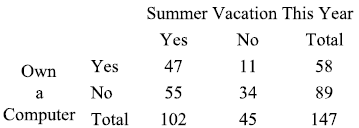 Summer Vacation This Year
Yes No Total
Own a Computer
Yes 47 11 58
No 55 34 89
Total 102 45 147